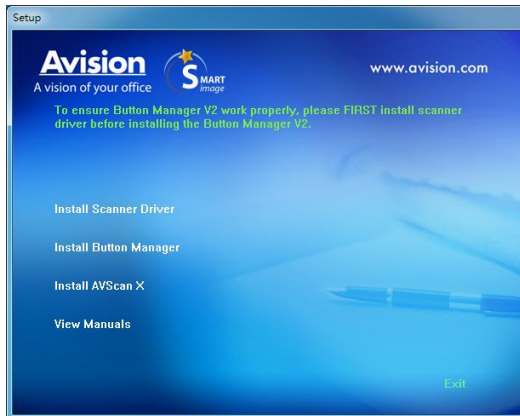 Setup
Avision
A vision of your office
SMART
image
www.avision.com
To ensure Button Manager V2 work properly, please FIRST install scanner
driver before installing the Button Manager V2.
Install Scanner Driver
Install Button Manager
Install AVScan X
View Manuals
Exit